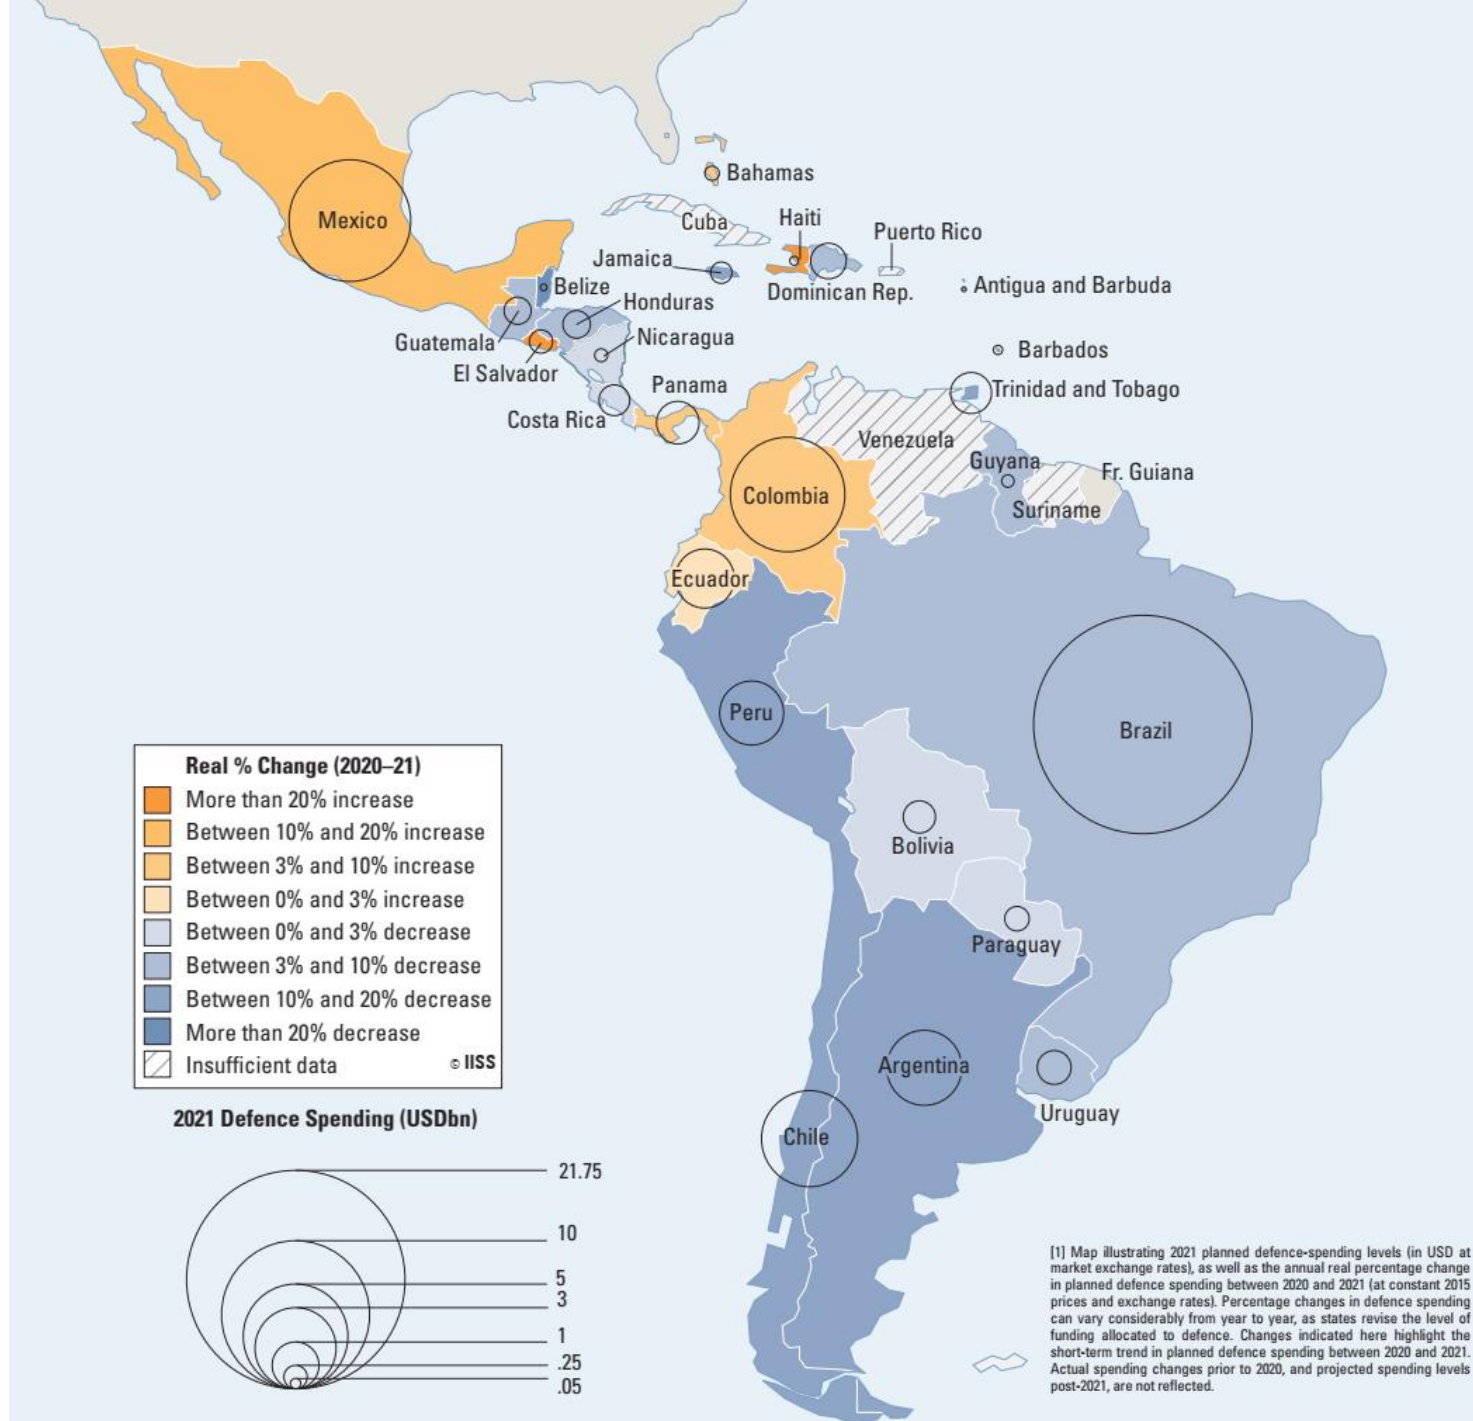 Mexico
Bahamas
Cuba
Haiti
Puerto Rico
Jamaica
Belize
Dominican Rep.
Antigua and Barbuda
Honduras
Guatemala
Nicaragua
El Salvador
Barbados
Panama
Trinidad and Tobago
Costa Rica
Venezuela
Guyana
Fr. Guiana
Colombia
Suriname
Ecuador
Peru
Brazil
Bolivia
Paraguay
Argentina
Uruguay
Chile
Real % Change (2020–21)
More than 20% increase
Between 10% and 20% increase
Between 3% and 10% increase
Between 0% and 3% increase
Between 0% and 3% decrease
Between 3% and 10% decrease
Between 10% and 20% decrease
More than 20% decrease
Insufficient data © IISS
2021 Defence Spending (USDbn)
21.75
10
5
3
1
.25
.05
[1] Map illustrating 2021 planned defence-spending levels (in USD at
market exchange rates), as well as the annual real percentage change
in planned defence spending between 2020 and 2021 (at constant 2015
prices and exchange rates). Percentage changes in defence spending
can vary considerably from year to year, as states revise the level of
funding allocated to defence. Changes indicated here highlight the
short-term trend in planned defence spending between 2020 and 2021.
Actual spending changes prior to 2020, and projected spending levels
post-2021, are not reflected.